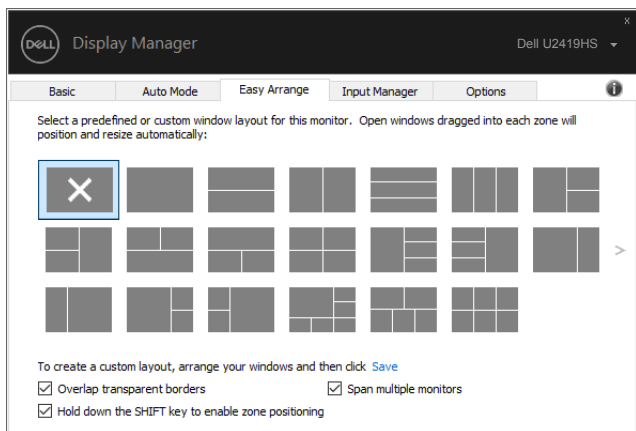 x
DELL Display Manager Dell U2419HS
Basic Auto Mode Easy Arrange Input Manager Options i
Select a predefined or custom window layout for this monitor. Open windows dragged into each zone will
position and resize automatically:
>
To create a custom layout, arrange your windows and then click Save
Overlap transparent borders Span multiple monitors
Hold down the SHIFT key to enable zone positioning